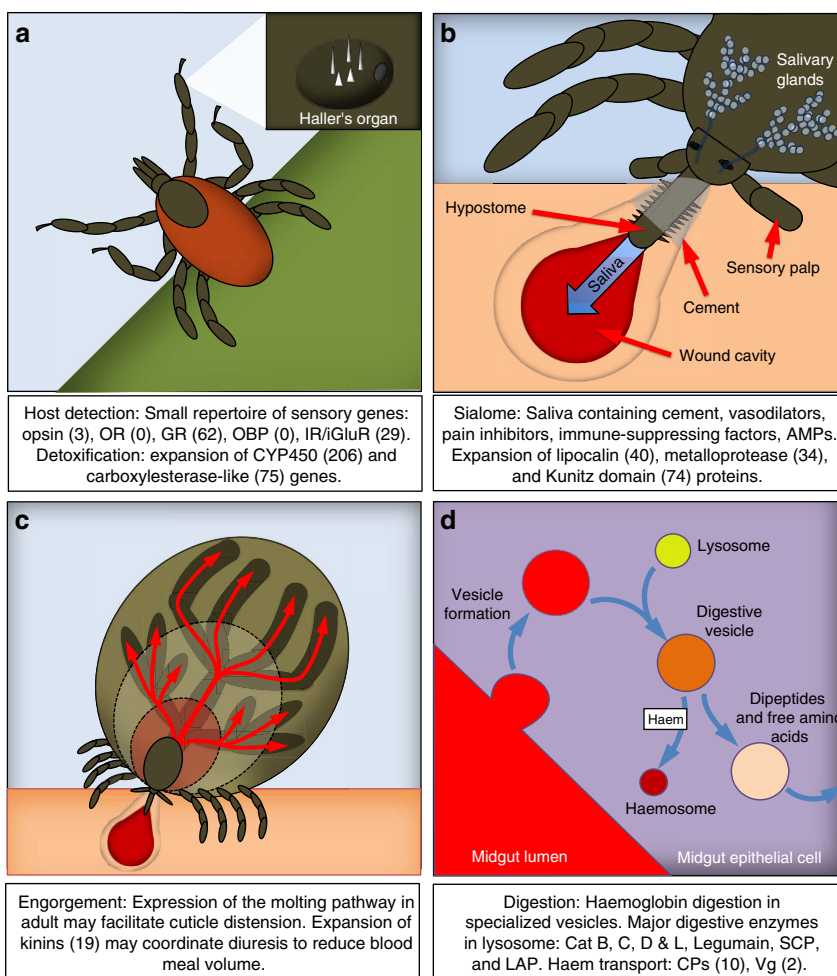 a
Haller's organ
Host detection: Small repertoire of sensory genes:
opsin (3), OR (0), GR (62), OBP (0), IR/iGluR (29).
Detoxification: expansion of CYP450 (206) and
carboxylesterase-like (75) genes.
b
Salivary
glands
Hypostome
Sensory palp
Saliva
Cement
Wound cavity
Sialome: Saliva containing cement, vasodilators,
pain inhibitors, immune-suppressing factors, AMPs.
Expansion of lipocalin (40), metalloprotease (34),
and Kunitz domain (74) proteins.
c
Engorgement: Expression of the molting pathway in
adult may facilitate cuticle distension. Expansion of
kinins (19) may coordinate diuresis to reduce blood
meal volume.
d
Lysosome
Vesicle
formation
Digestive
vesicle
Dipeptides
and free amino
acids
Haem
Haemosome
Midgut lumen
Midgut epithelial cell
Digestion: Haemoglobin digestion in
specialized vesicles. Major digestive enzymes
in lysosome: Cat B, C, D & L, Legumain, SCP,
and LAP. Haem transport: CPs (10), Vg (2).